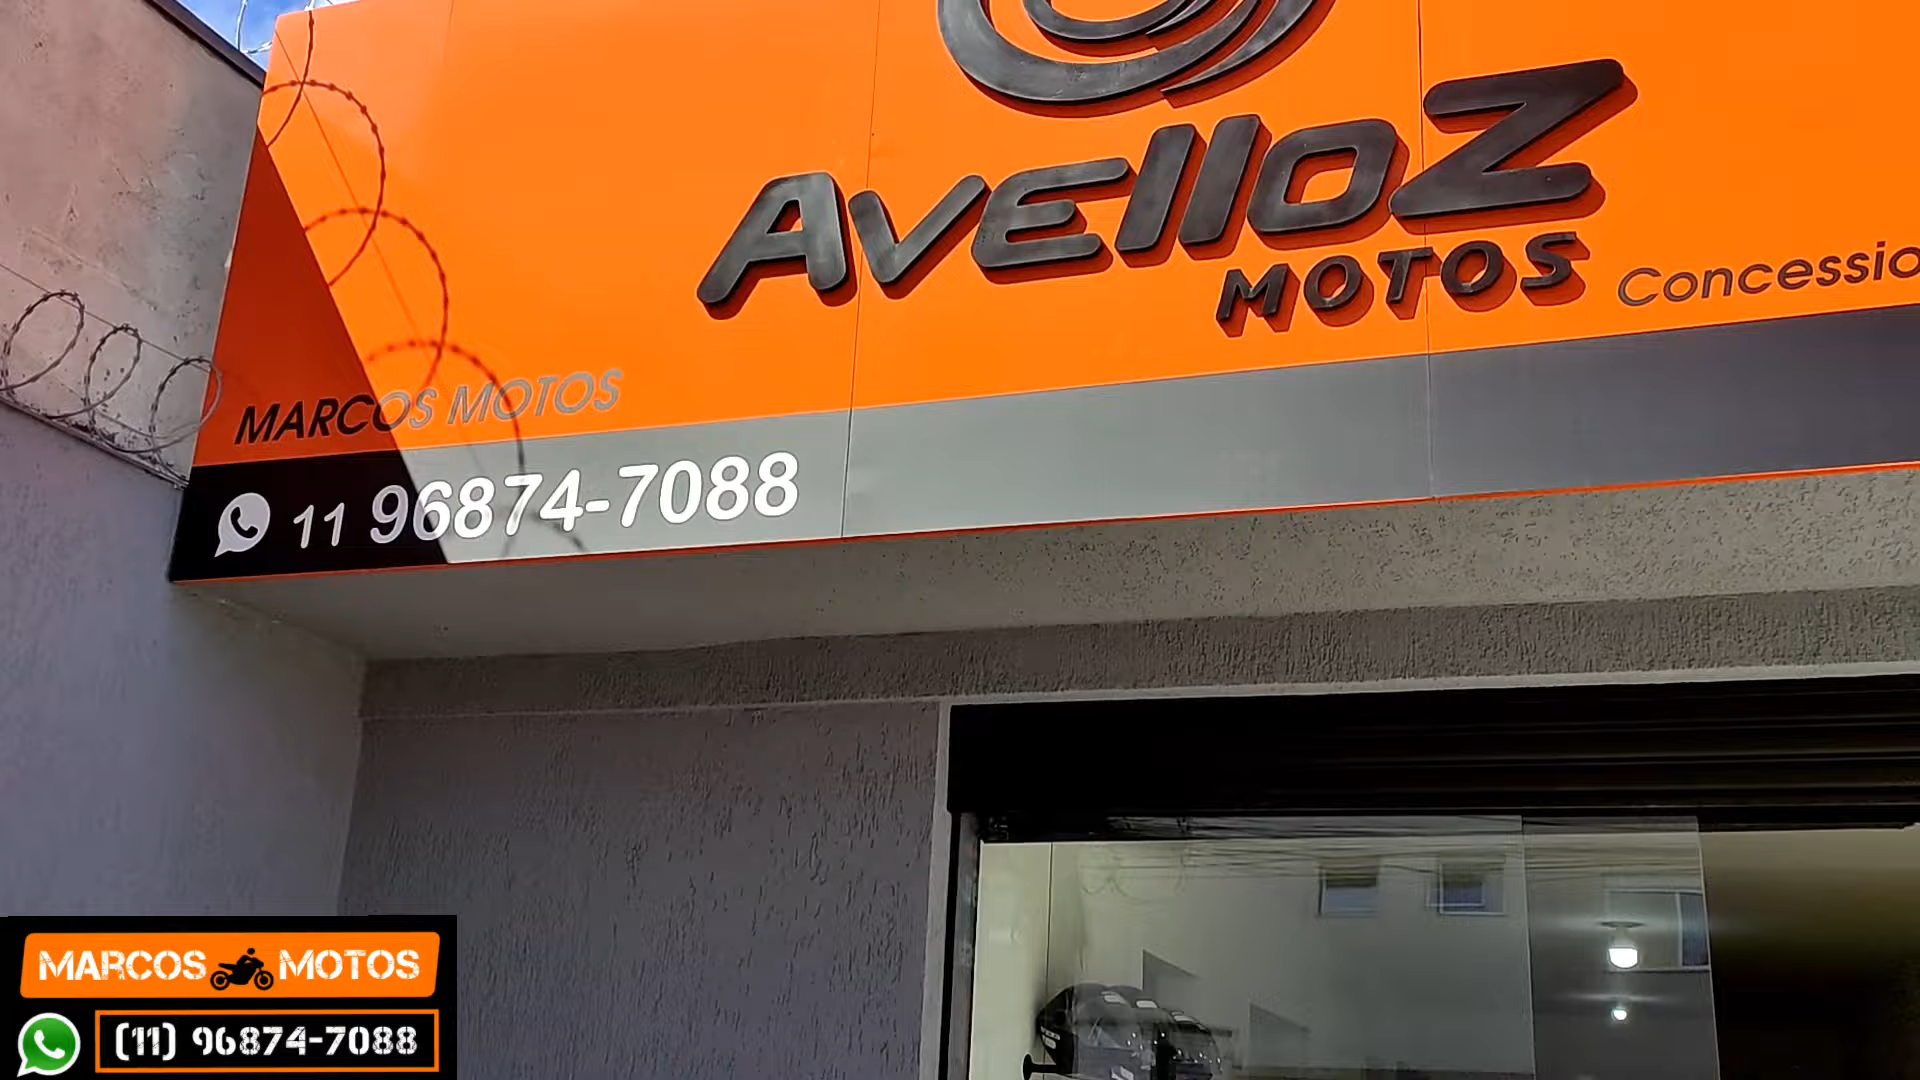 AVELLOZ
MOTOS
Concessio
MARCOS MOTOS
11 96874-7088
MARCOS MOTOS
(11) 96874-7088